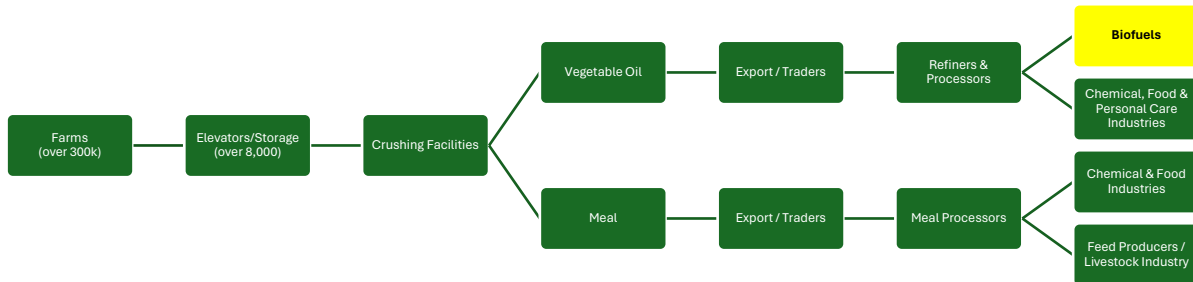 Farms
(over 300k)
Elevators/Storage
(over 8,000)
Crushing Facilities
Vegetable Oil
Export / Traders
Refiners &
Processors
Biofuels
Chemical, Food &
Personal Care
Industries
Meal
Export / Traders
Meal Processors
Chemical & Food
Industries
Feed Producers /
Livestock Industry